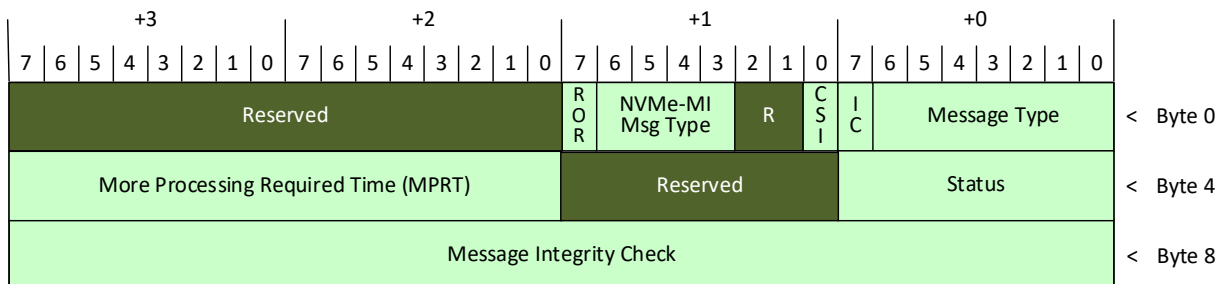 +3 +2 +1 +0
7 6 5 4 3 2 1 0 7 6 5 4 3 2 1 0 7 6 5 4 3 2 1 0 7 6 5 4 3 2 1 0
Reserved ROR NVMe-MI Msg Type R CSI IC Message Type < Byte 0
More Processing Required Time (MPRT) Reserved Status < Byte 4
Message Integrity Check < Byte 8